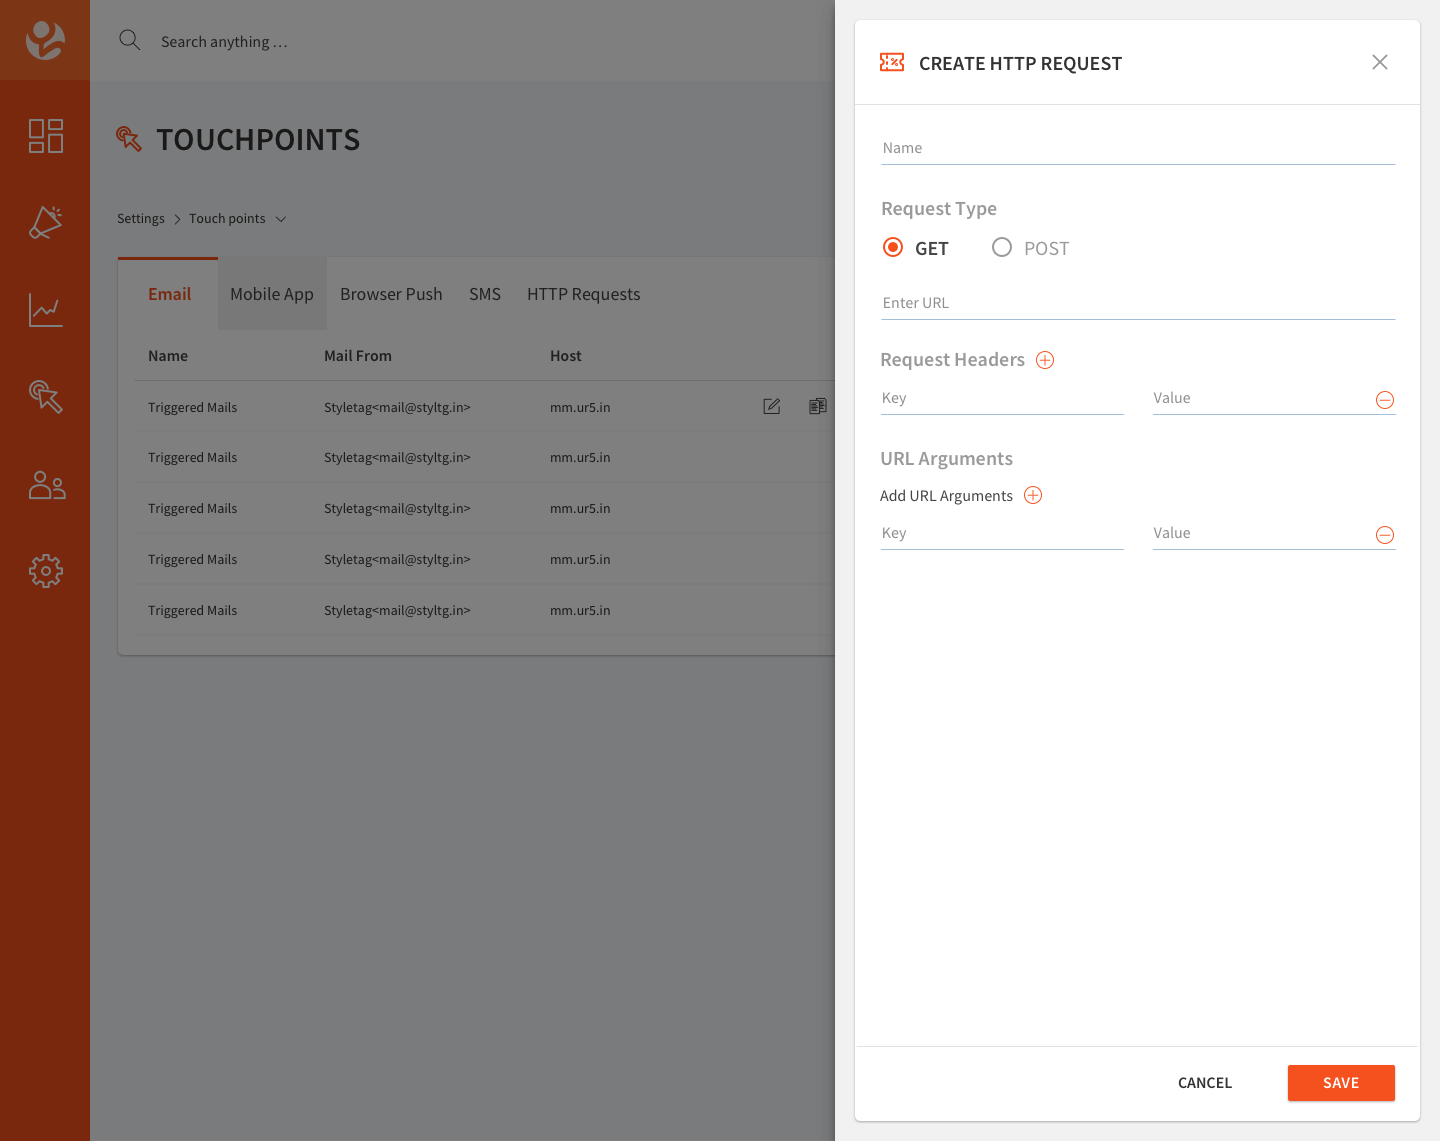 Search anything ...
TOUCHPOINTS
Settings Touch points
Email Mobile App Browser Push SMS HTTP Requests
Name Mail From Host
Triggered Mails Styletag<mail@styltg.in> mm.ur5.in
Triggered Mails Styletag<mail@styltg.in> mm.ur5.in
Triggered Mails Styletag<mail@styltg.in> mm.ur5.in
Triggered Mails Styletag<mail@styltg.in> mm.ur5.in
Triggered Mails Styletag<mail@styltg.in> mm.ur5.in
CREATE HTTP REQUEST
Name
Request Type
GET POST
Enter URL
Request Headers
Key Value
URL Arguments
Add URL Arguments
Key Value
CANCEL SAVE